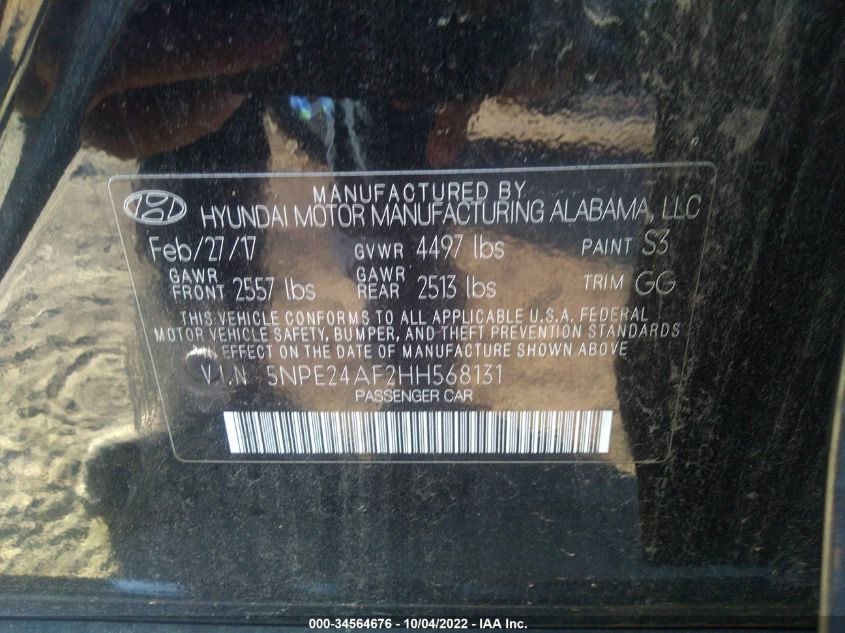 MANUFACTURED BY
HYUNDAI MOTOR MANUFACTURING ALABAMA, LLC
Feb/27/17 GVWR 4497 lbs PAINT S3
GAWR FRONT 2557 lbs GAWR REAR 2513 lbs TRIM GG
THIS VEHICLE CONFORMS TO ALL APPLICABLE U.S.A. FEDERAL
MOTOR VEHICLE SAFETY, BUMPER, AND THEFT PREVENTION STANDARDS
EFFECT ON THE DATE OF MANUFACTURE SHOWN ABOVE
V.I.N 5NPE24AF2HH568131
PASSENGER CAR
000-34564676 - 10/04/2022 - IAA Inc.